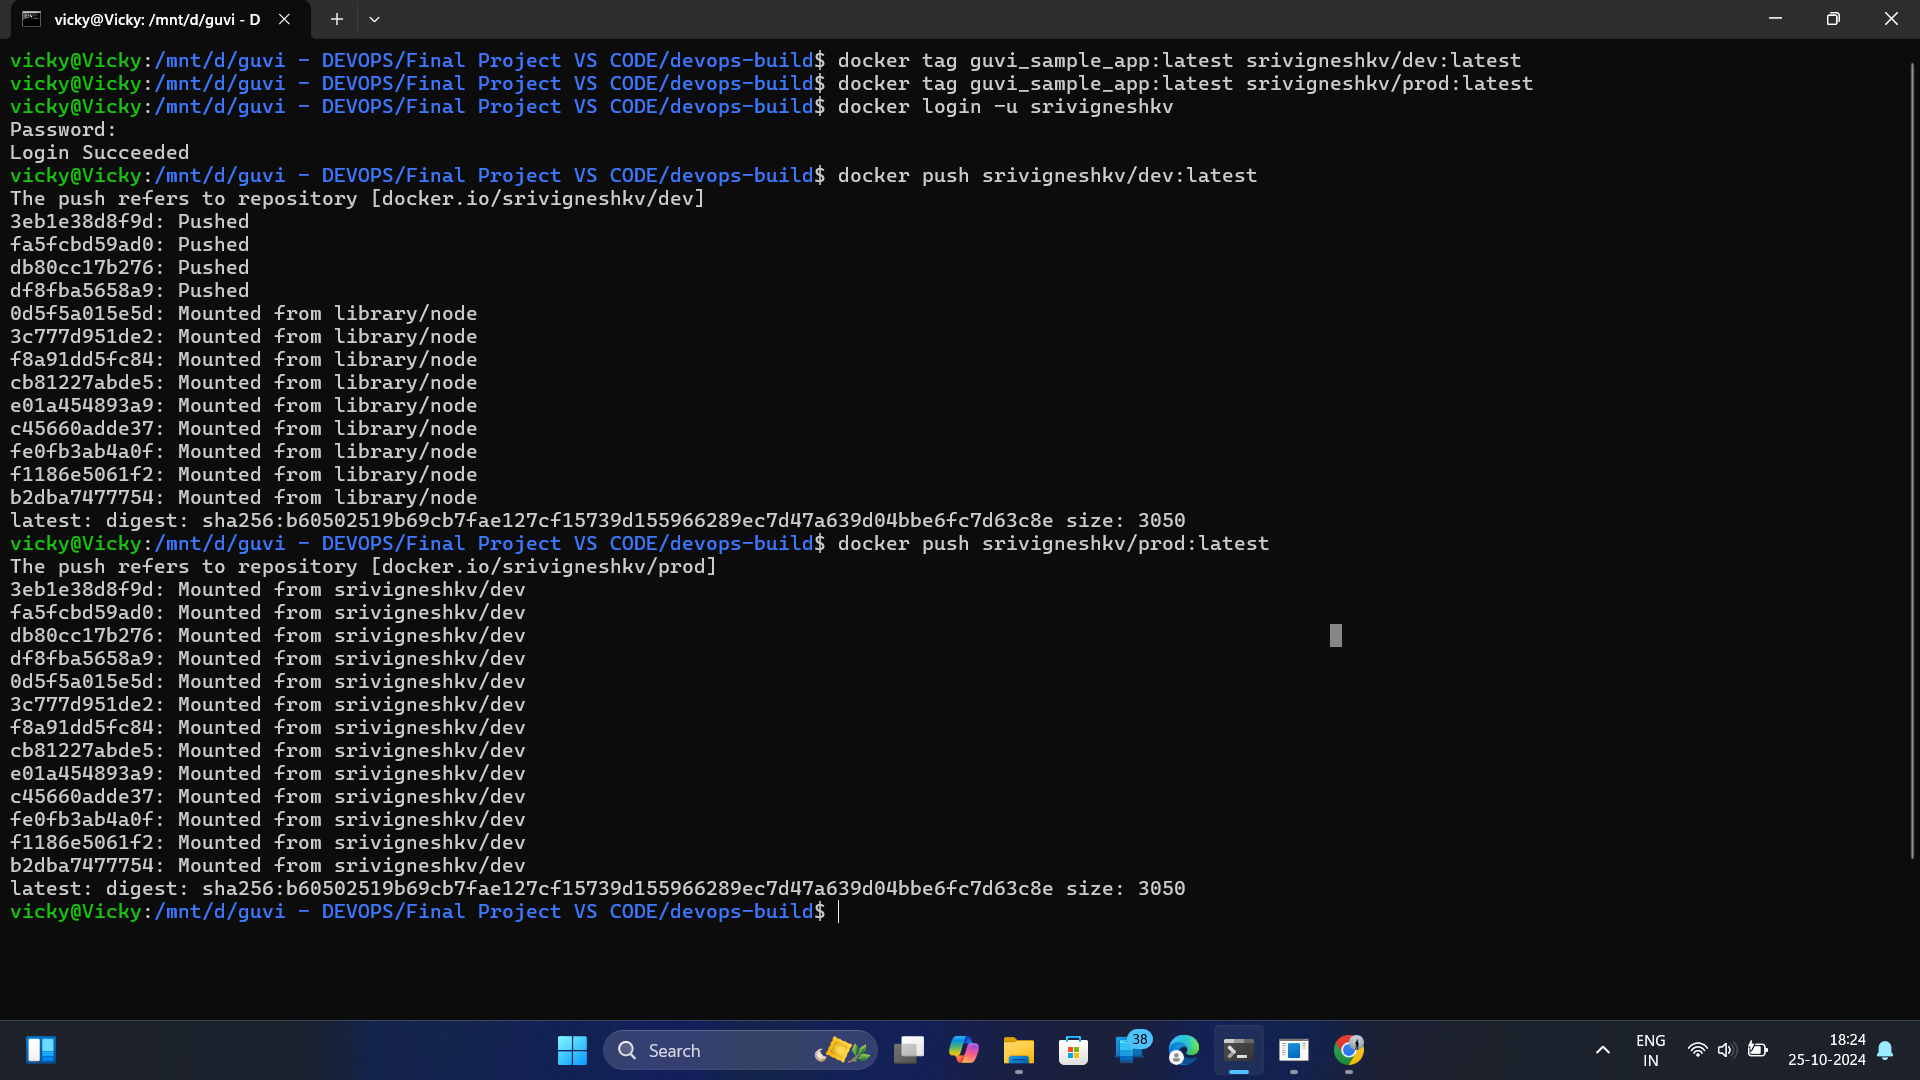 vicky@Vicky: /mnt/d/guvi - D
vicky@Vicky:/mnt/d/guvi - DEVOPS/Final Project VS CODE/devops-build$ docker tag guvi_sample_app:latest srivigneshkv/dev:latest
vicky@Vicky:/mnt/d/guvi - DEVOPS/Final Project VS CODE/devops-build$ docker tag guvi_sample_app:latest srivigneshkv/prod:latest
vicky@Vicky:/mnt/d/guvi - DEVOPS/Final Project VS CODE/devops-build$ docker login -u srivigneshkv
Password:
Login Succeeded
vicky@Vicky:/mnt/d/guvi - DEVOPS/Final Project VS CODE/devops-build$ docker push srivigneshkv/dev:latest
The push refers to repository [docker.io/srivigneshkv/dev]
3eb1e38d8f9d: Pushed
fa5fcbd59ad0: Pushed
db80cc17b276: Pushed
df8fba5658a9: Pushed
0d5f5a015e5d: Mounted from library/node
3c777d951de2: Mounted from library/node
f8a91dd5fc84: Mounted from library/node
cb81227abde5: Mounted from library/node
e01a454893a9: Mounted from library/node
c45660adde37: Mounted from library/node
fe0fb3ab4a0f: Mounted from library/node
f1186e5061f2: Mounted from library/node
b2dba7477754: Mounted from library/node
latest: digest: sha256:b60502519b69cb7fae127cf15739d155966289ec7d47a639d04bbe6fc7d63c8e size: 3050
vicky@Vicky:/mnt/d/guvi - DEVOPS/Final Project VS CODE/devops-build$ docker push srivigneshkv/prod:latest
The push refers to repository [docker.io/srivigneshkv/prod]
3eb1e38d8f9d: Mounted from srivigneshkv/dev
fa5fcbd59ad0: Mounted from srivigneshkv/dev
db80cc17b276: Mounted from srivigneshkv/dev
df8fba5658a9: Mounted from srivigneshkv/dev
0d5f5a015e5d: Mounted from srivigneshkv/dev
3c777d951de2: Mounted from srivigneshkv/dev
f8a91dd5fc84: Mounted from srivigneshkv/dev
cb81227abde5: Mounted from srivigneshkv/dev
e01a454893a9: Mounted from srivigneshkv/dev
c45660adde37: Mounted from srivigneshkv/dev
fe0fb3ab4a0f: Mounted from srivigneshkv/dev
f1186e5061f2: Mounted from srivigneshkv/dev
b2dba7477754: Mounted from srivigneshkv/dev
latest: digest: sha256:b60502519b69cb7fae127cf15739d155966289ec7d47a639d04bbe6fc7d63c8e size: 3050
vicky@Vicky:/mnt/d/guvi - DEVOPS/Final Project VS CODE/devops-build$
Search
38
ENG
IN
18:24
25-10-2024